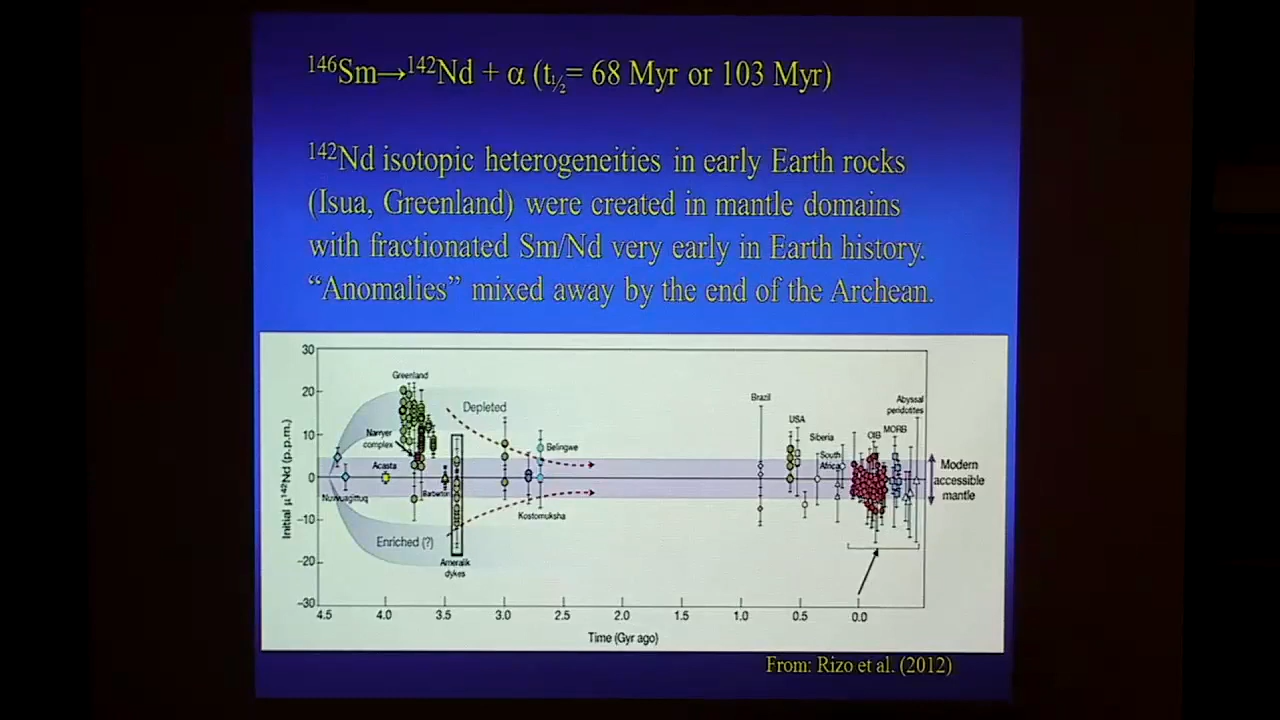 ¹⁴⁶Sm→¹⁴²Nd + α (t½= 68 Myr or 103 Myr)
¹⁴²Nd isotopic heterogeneities in early Earth rocks
(Isua, Greenland) were created in mantle domains
with fractionated Sm/Nd very early in Earth history.
“Anomalies” mixed away by the end of the Archean.
30
20
10
0
−10
−20
−30
Initial µ¹⁴²Nd (p.p.m.)
Greenland
Narryer
complex
Acasta
Nuvvuagittuq
Barberton
Depleted
Enriched (?)
Ameralik
dykes
Belingwe
Kostomuksha
Brazil
USA
Siberia
South
Africa
OIB
MORB
Abyssal
peridotites
Modern
accessible
mantle
4.5 4.0 3.5 3.0 2.5 2.0 1.5 1.0 0.5 0.0
Time (Gyr ago)
From: Rizo et al. (2012)